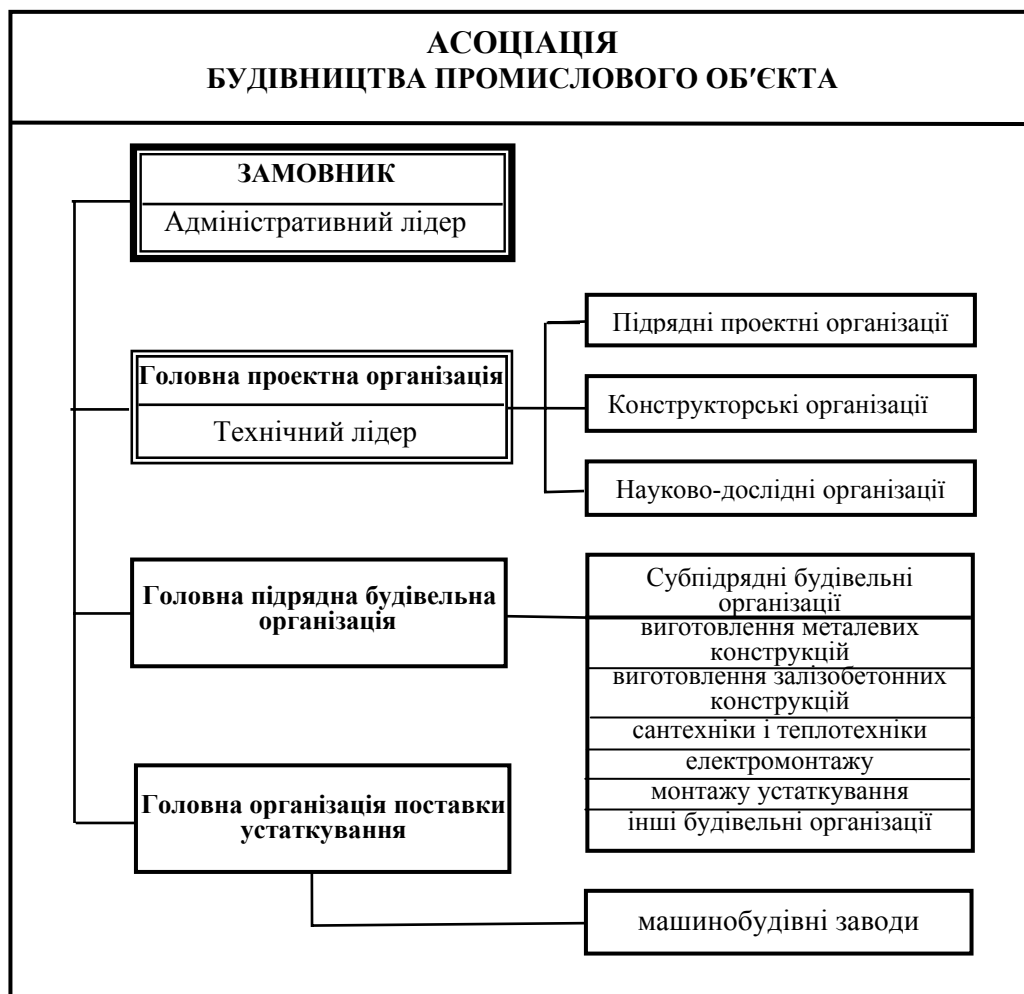 АСОЦІАЦІЯ
БУДІВНИЦТВА ПРОМИСЛОВОГО ОБ'ЄКТА
ЗАМОВНИК
Адміністративний лідер
Головна проектна організація
Технічний лідер
Підрядні проектні організації
Конструкторські організації
Науково-дослідні організації
Головна підрядна будівельна
організація
Субпідрядні будівельні
організації
виготовлення металевих
конструкцій
виготовлення залізобетонних
конструкцій
сантехніки і теплотехніки
електромонтажу
монтажу устаткування
інші будівельні організації
Головна організація поставки
устаткування
машинобудівні заводи